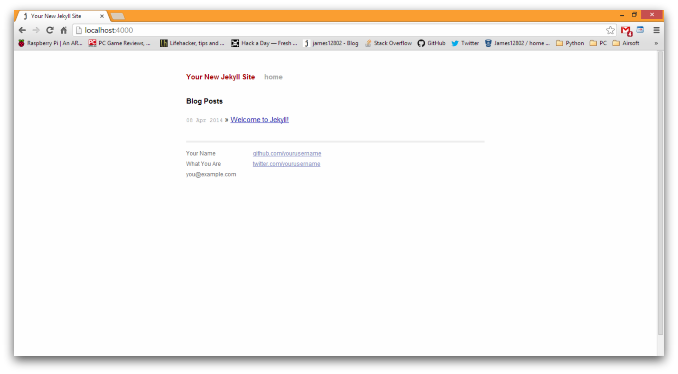 Your New Jekyll Site
localhost:4000
Raspberry Pi | An AR... PC Game Reviews, ... Lifehacker, tips and ... Hack a Day — Fresh ... james12802 - Blog Stack Overflow GitHub Twitter James12802 / home ... Python PC Airsoft »
Your New Jekyll Site home
Blog Posts
Apr 2014 » Welcome to Jekyll!
Your Name github.com/yourusername
What You Are twitter.com/yourusername
you@example.com